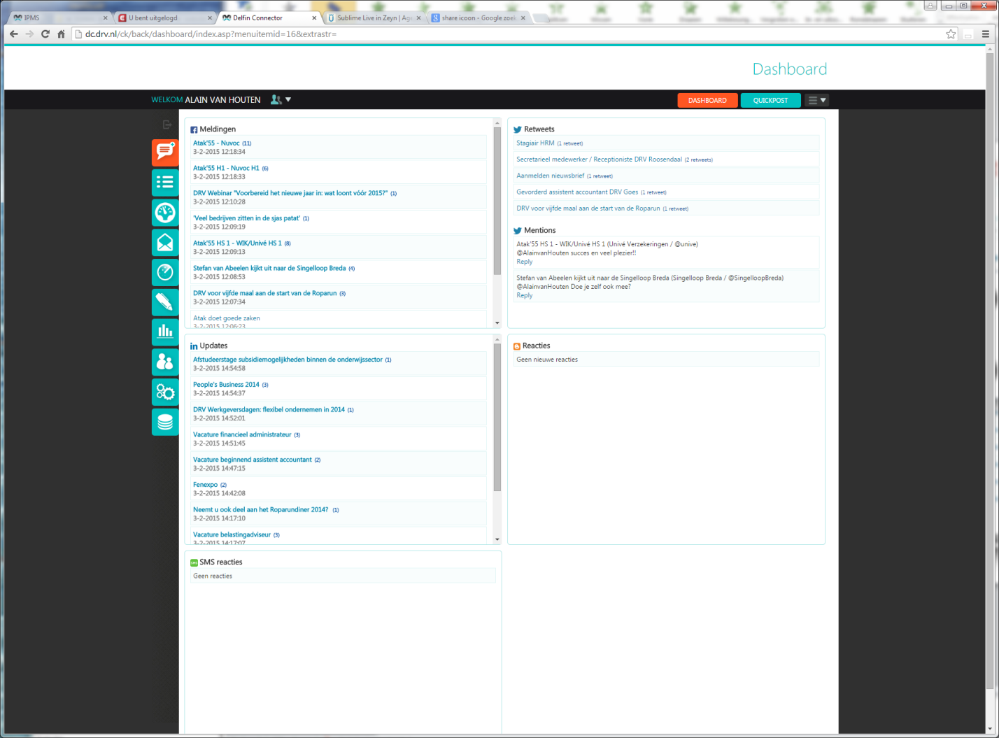 IPMS
U bent uitgelogd
Delfin Connector
Sublime Live in Zeyn | Age
share icoon - Google zoek
dc.drv.nl/ck/back/dashboard/index.asp?menuitemid=16&extrastr=
Dashboard
WELKOM ALAIN VAN HOUTEN
DASHBOARD
QUICKPOST
Meldingen
Atak'55 - Nuvoc (11)
3-2-2015 12:18:34
Atak'55 H1 - Nuvoc H1 (6)
3-2-2015 12:18:33
DRV Webinar "Voorbereid het nieuwe jaar in: wat loont vóór 2015?" (1)
3-2-2015 12:10:28
'Veel bedrijven zitten in de sjas patat' (1)
3-2-2015 12:09:19
Atak'55 HS 1 - WIK/Univé HS 1 (8)
3-2-2015 12:09:13
Stefan van Abeelen kijkt uit naar de Singelloop Breda (4)
3-2-2015 12:08:53
DRV voor vijfde maal aan de start van de Roparun (3)
3-2-2015 12:07:34
Atak doet goede zaken
3-2-2015 12:06:23
Retweets
Stagiair HRM (1 retweet)
Secretarieel medewerker / Receptioniste DRV Roosendaal (2 retweets)
Aanmelden nieuwsbrief (1 retweet)
Gevorderd assistent accountant DRV Goes (1 retweet)
DRV voor vijfde maal aan de start van de Roparun (1 retweet)
Mentions
Atak'55 HS 1 - WIK/Univé HS 1 (Univé Verzekeringen / @unive)
@AlainvanHouten succes en veel plezier!!
Reply
Stefan van Abeelen kijkt uit naar de Singelloop Breda (Singelloop Breda / @SingelloopBreda)
@AlainvanHouten Doe je zelf ook mee?
Reply
Updates
Afstudeerstage subsidiemogelijkheden binnen de onderwijssector (1)
3-2-2015 14:54:58
People's Business 2014 (3)
3-2-2015 14:54:37
DRV Werkgeversdagen: flexibel ondernemen in 2014 (1)
3-2-2015 14:52:01
Vacature financieel administrateur (3)
3-2-2015 14:51:45
Vacature beginnend assistent accountant (2)
3-2-2015 14:47:15
Fenexpo (2)
3-2-2015 14:42:08
Neemt u ook deel aan het Roparundiner 2014? (1)
3-2-2015 14:17:10
Vacature belastingadviseur (3)
3-2-2015 14:17:07
Reacties
Geen nieuwe reacties
SMS reacties
Geen reacties